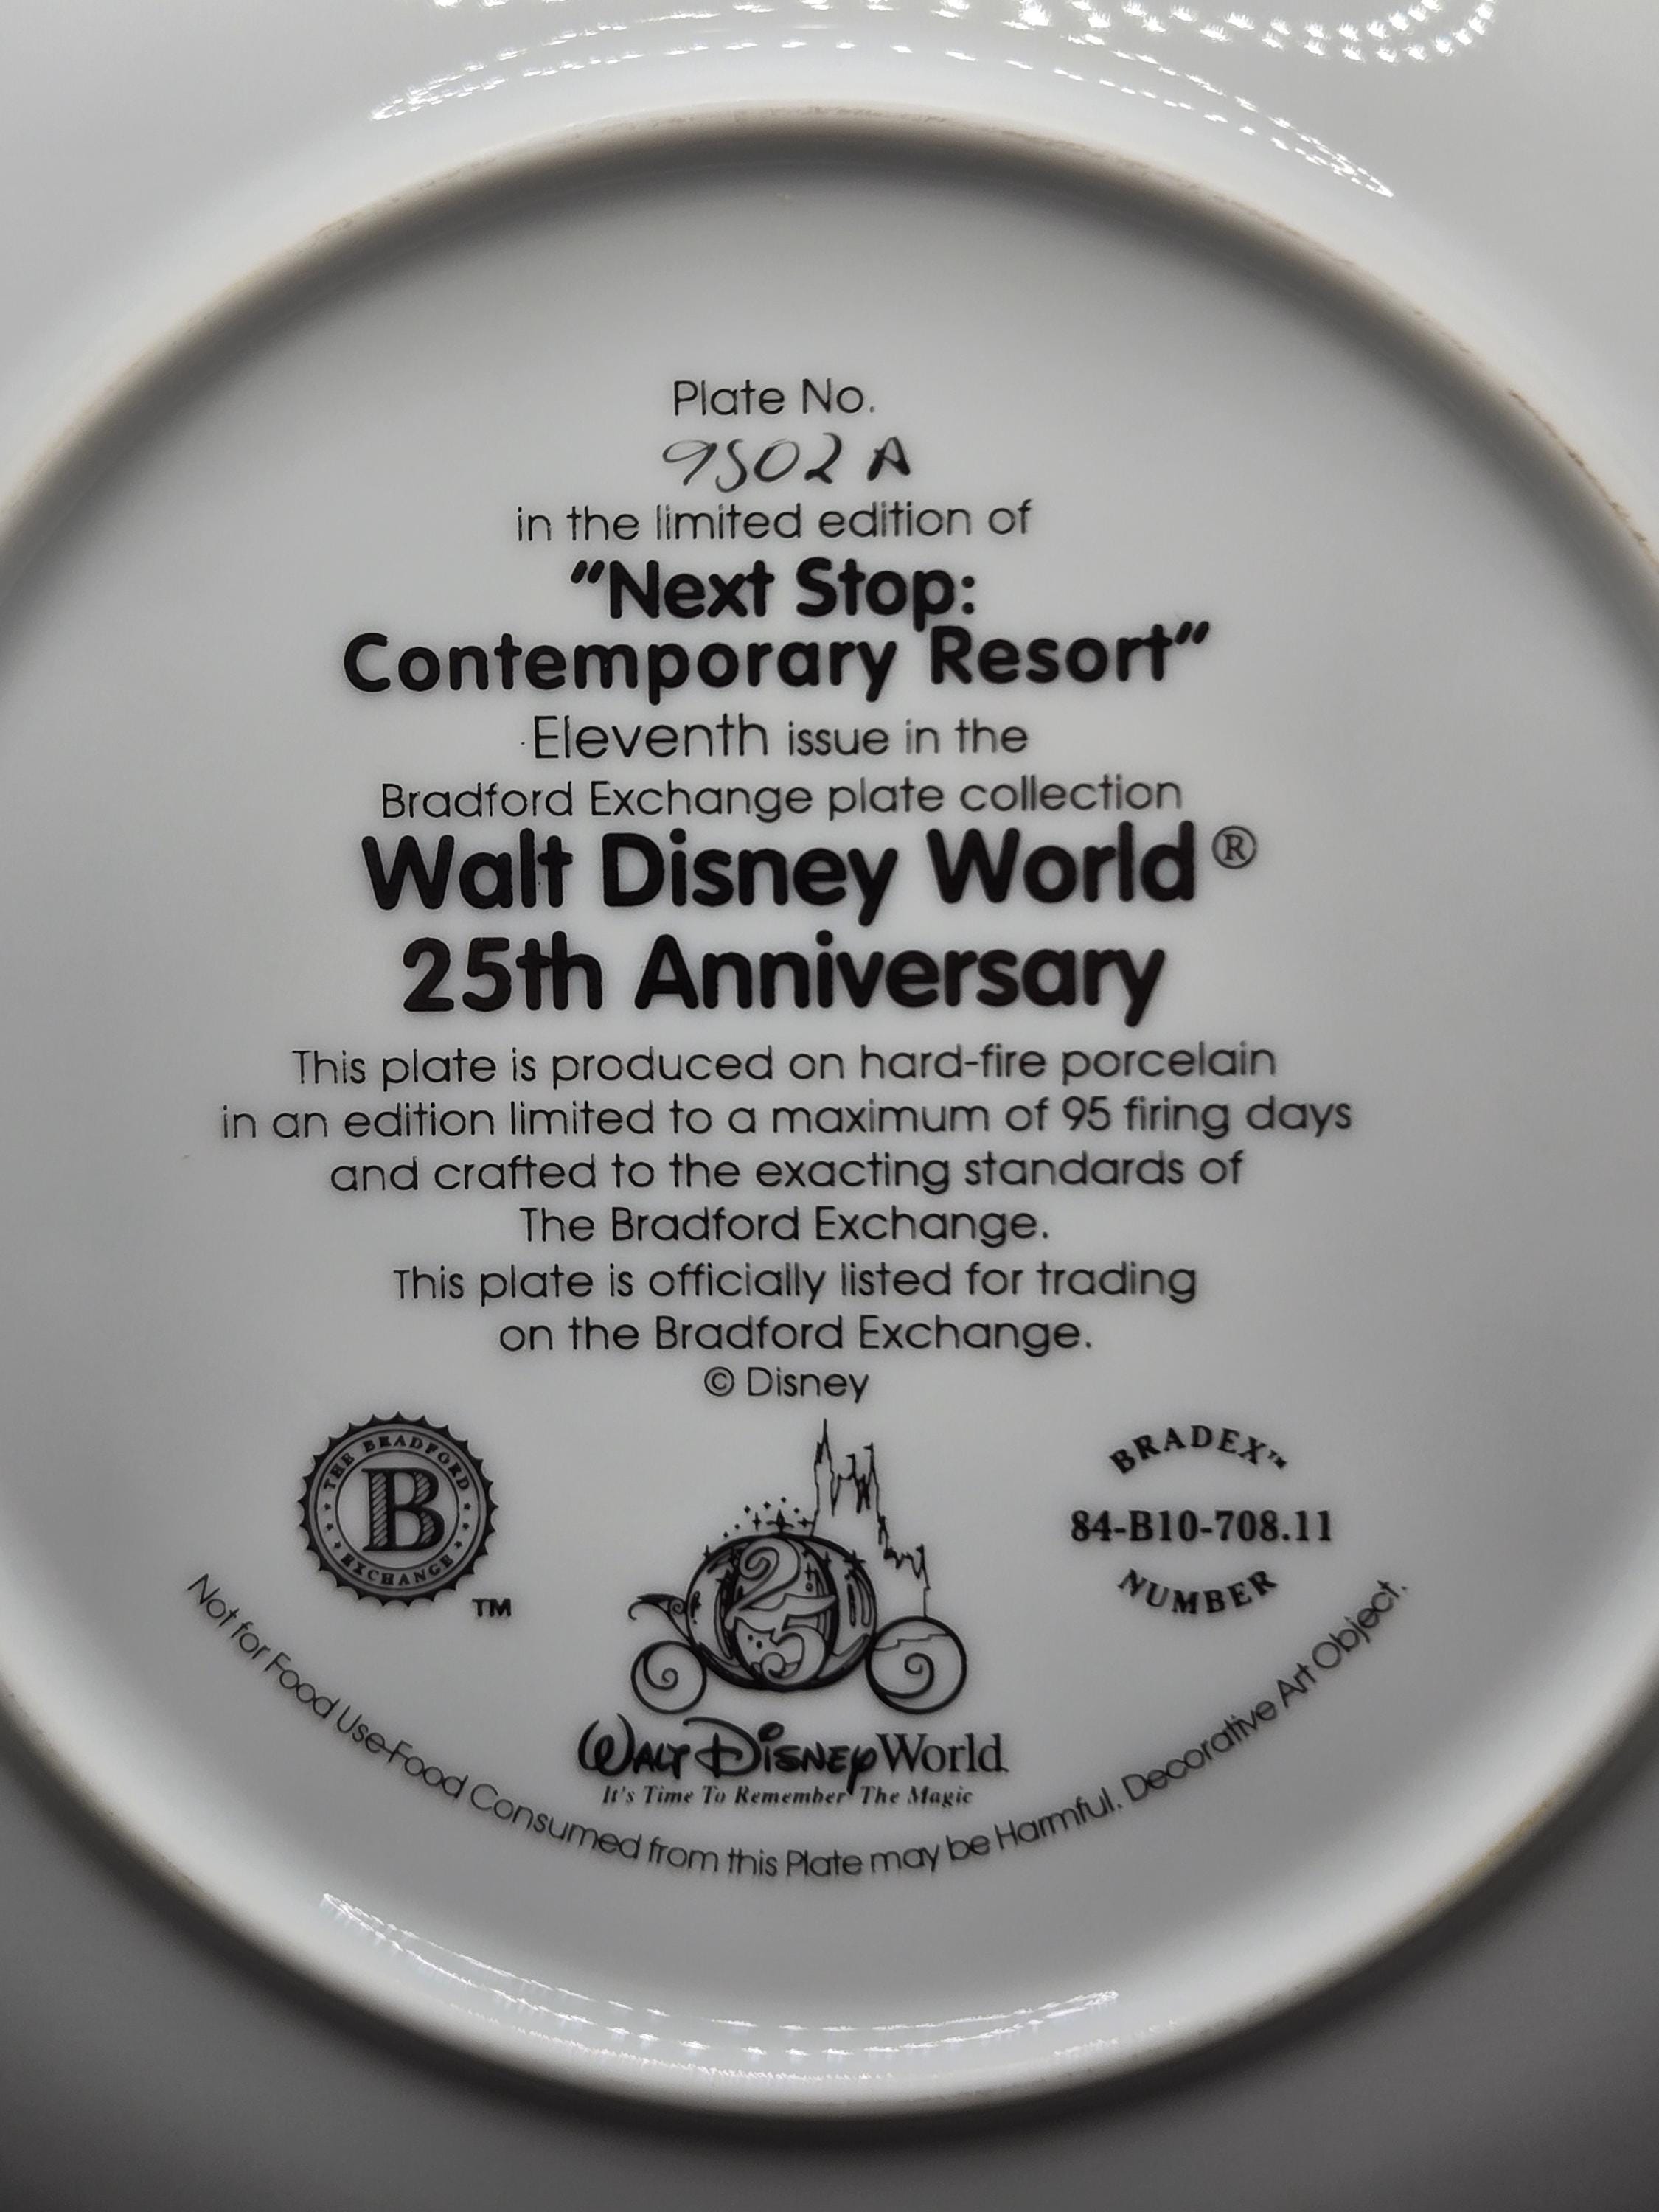 Plate No.
9502 A
in the limited edition of
"Next Stop:
Contemporary Resort"
Eleventh issue in the
Bradford Exchange plate collection
Walt Disney World®
25th Anniversary
This plate is produced on hard-fire porcelain
in an edition limited to a maximum of 95 firing days
and crafted to the exacting standards of
The Bradford Exchange.
This plate is officially listed for trading
on the Bradford Exchange.
© Disney
THE BRADFORD
B
EXCHANGE
TM
25
BRADEX™
84-B10-708.11
NUMBER
WALT DISNEY World
It's Time To Remember The Magic
Not for Food Use-Food Consumed from this Plate may be Harmful. Decorative Art Object.